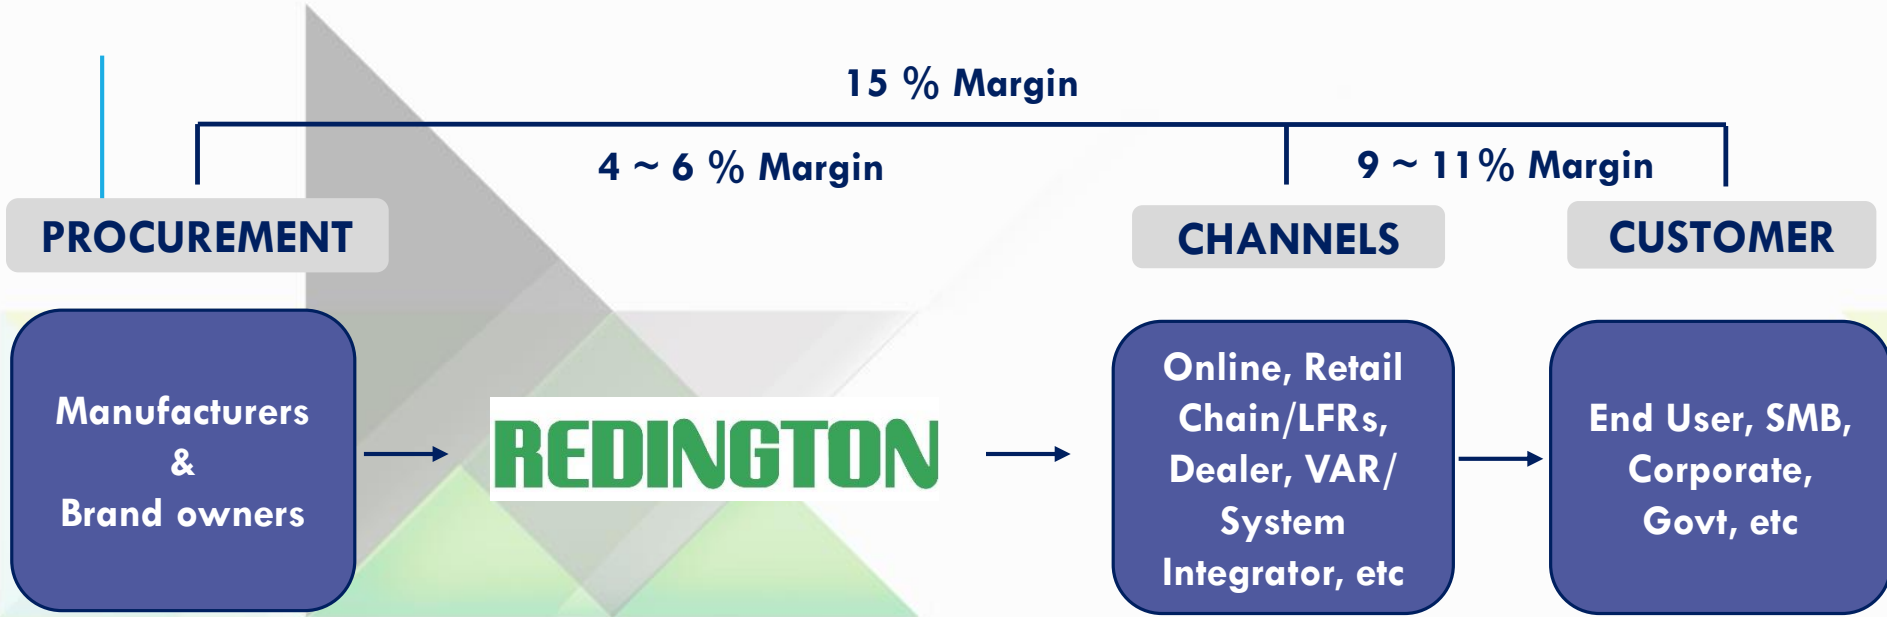 15 % Margin
4 ~ 6 % Margin
9 ~ 11% Margin
PROCUREMENT
CHANNELS
CUSTOMER
Manufacturers
&
Brand owners
REDINGTON
Online, Retail
Chain/LFRs,
Dealer, VAR/
System
Integrator, etc
End User, SMB,
Corporate,
Govt, etc